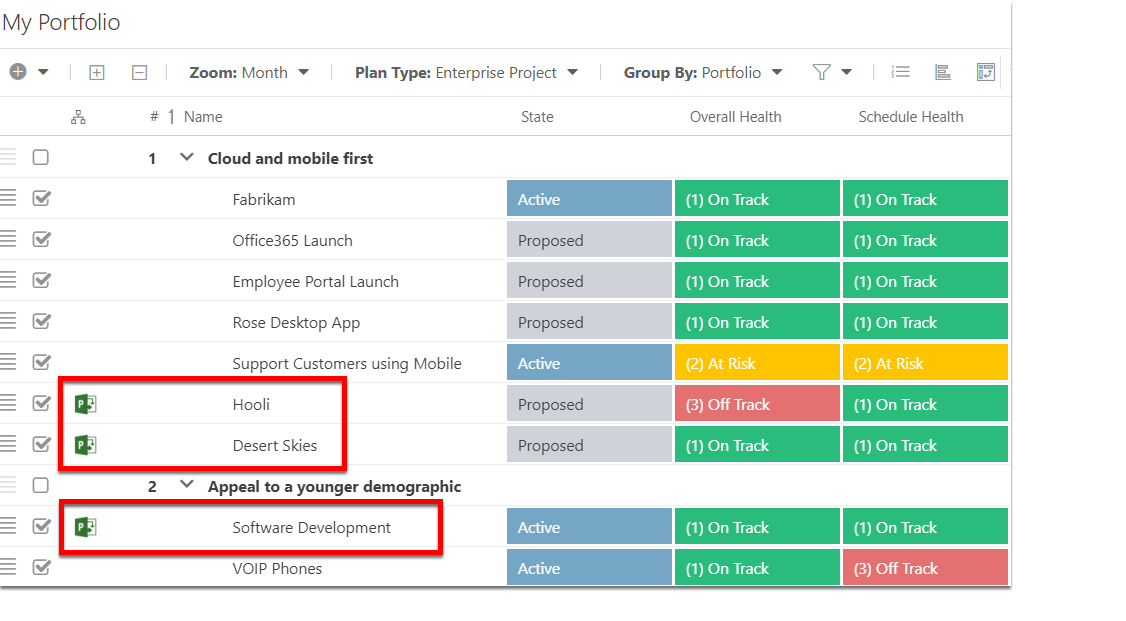 My Portfolio
Zoom: Month Plan Type: Enterprise Project Group By: Portfolio
# 1 Name State Overall Health Schedule Health
1 Cloud and mobile first
Fabrikam Active (1) On Track (1) On Track
Office365 Launch Proposed (1) On Track (1) On Track
Employee Portal Launch Proposed (1) On Track (1) On Track
Rose Desktop App Proposed (1) On Track (1) On Track
Support Customers using Mobile Active (2) At Risk (2) At Risk
P Hooli Proposed (3) Off Track (1) On Track
P Desert Skies Proposed (1) On Track (1) On Track
2 Appeal to a younger demographic
P Software Development Active (1) On Track (1) On Track
VOIP Phones Active (1) On Track (3) Off Track